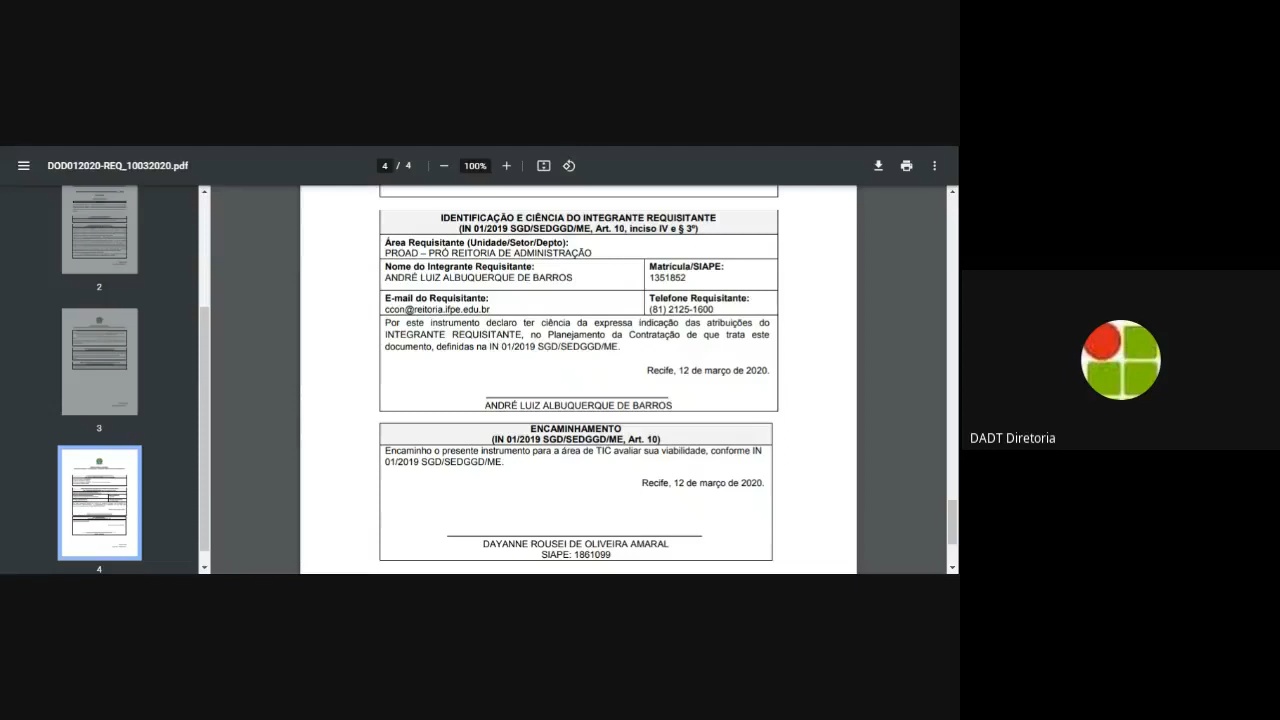 DOD012020-REQ_10032020.pdf
4 / 4
100%
2
3
4
IDENTIFICAÇÃO E CIÊNCIA DO INTEGRANTE REQUISITANTE
(IN 01/2019 SGD/SEDGGD/ME, Art. 10, inciso IV e § 3º)
Área Requisitante (Unidade/Setor/Depto):
PROAD – PRÓ REITORIA DE ADMINISTRAÇÃO
Nome do Integrante Requisitante:
ANDRÉ LUIZ ALBUQUERQUE DE BARROS
Matrícula/SIAPE:
1351852
E-mail do Requisitante:
ccon@reitoria.ifpe.edu.br
Telefone Requisitante:
(81) 2125-1600
Por este instrumento declaro ter ciência da expressa indicação das atribuições do
INTEGRANTE REQUISITANTE, no Planejamento da Contratação de que trata este
documento, definidas na IN 01/2019 SGD/SEDGGD/ME.
Recife, 12 de março de 2020.
ANDRÉ LUIZ ALBUQUERQUE DE BARROS
ENCAMINHAMENTO
(IN 01/2019 SGD/SEDGGD/ME, Art. 10)
Encaminho o presente instrumento para a área de TIC avaliar sua viabilidade, conforme IN
01/2019 SGD/SEDGGD/ME.
Recife, 12 de março de 2020.
DAYANNE ROUSEI DE OLIVEIRA AMARAL
SIAPE: 1861099
DADT Diretoria